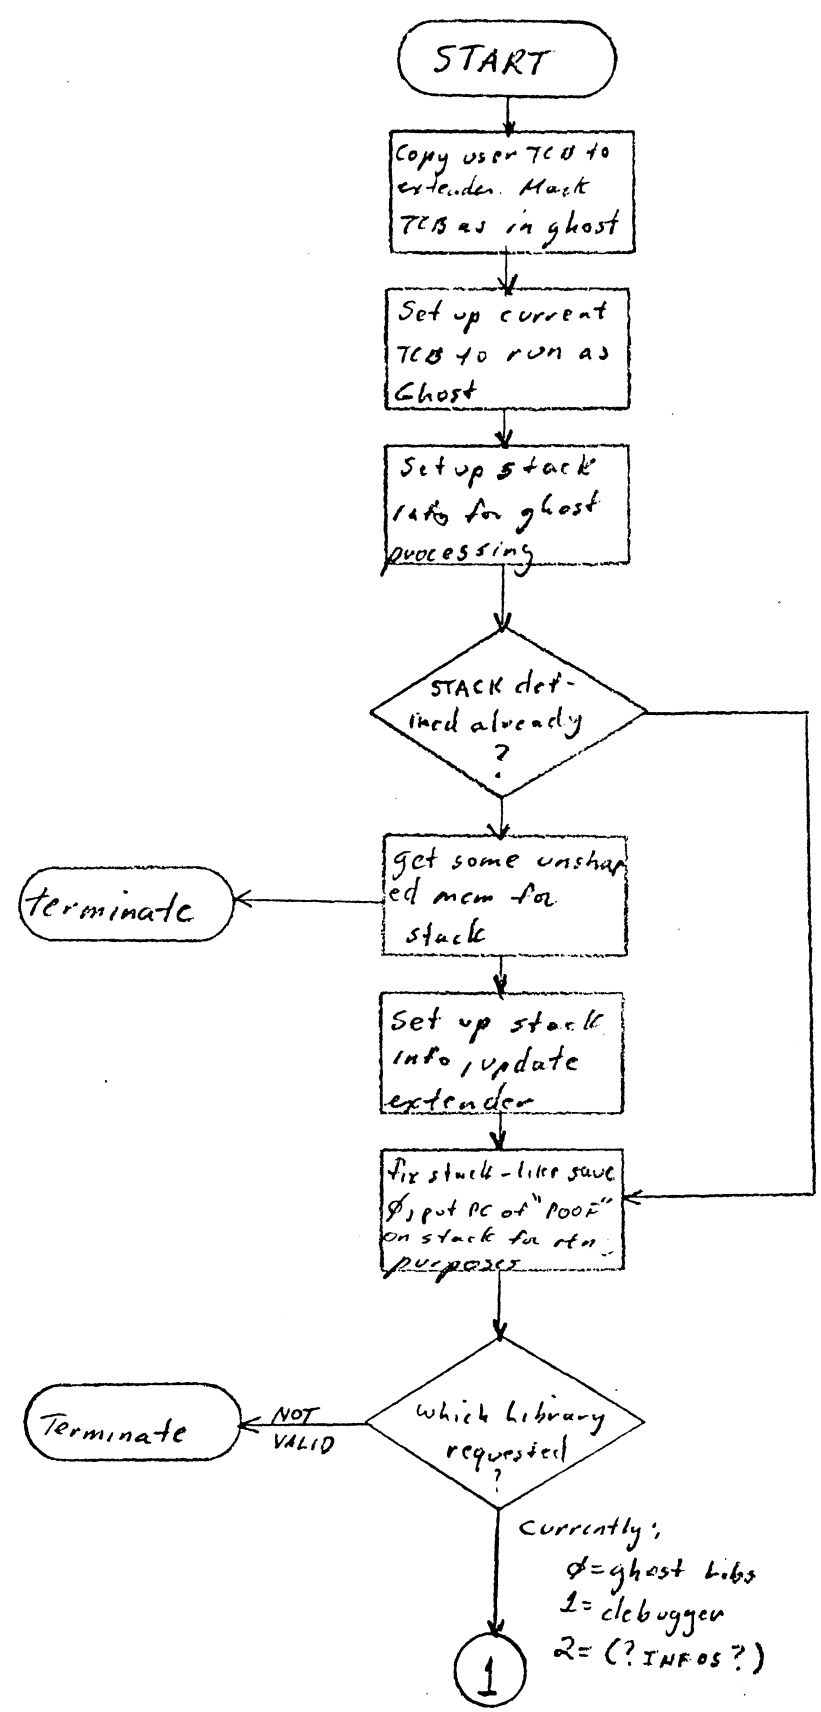 START
Copy user TCB to
extender. Mark
TCB as in ghost
Set up current
TCB to run as
Ghost
Set up stack
info for ghost
processing
STACK def-
ined already
?
get some unshar
ed mem for
stack
terminate
Set up stack
info, update
extender
fix stack-like save
Ø, put PC of "POOF"
on stack for rtn
purposes
which Library
requested
?
NOT
VALID
Terminate
Currently:,
Ø=ghost Libs
1= debugger
2= (?INFOS?)
1